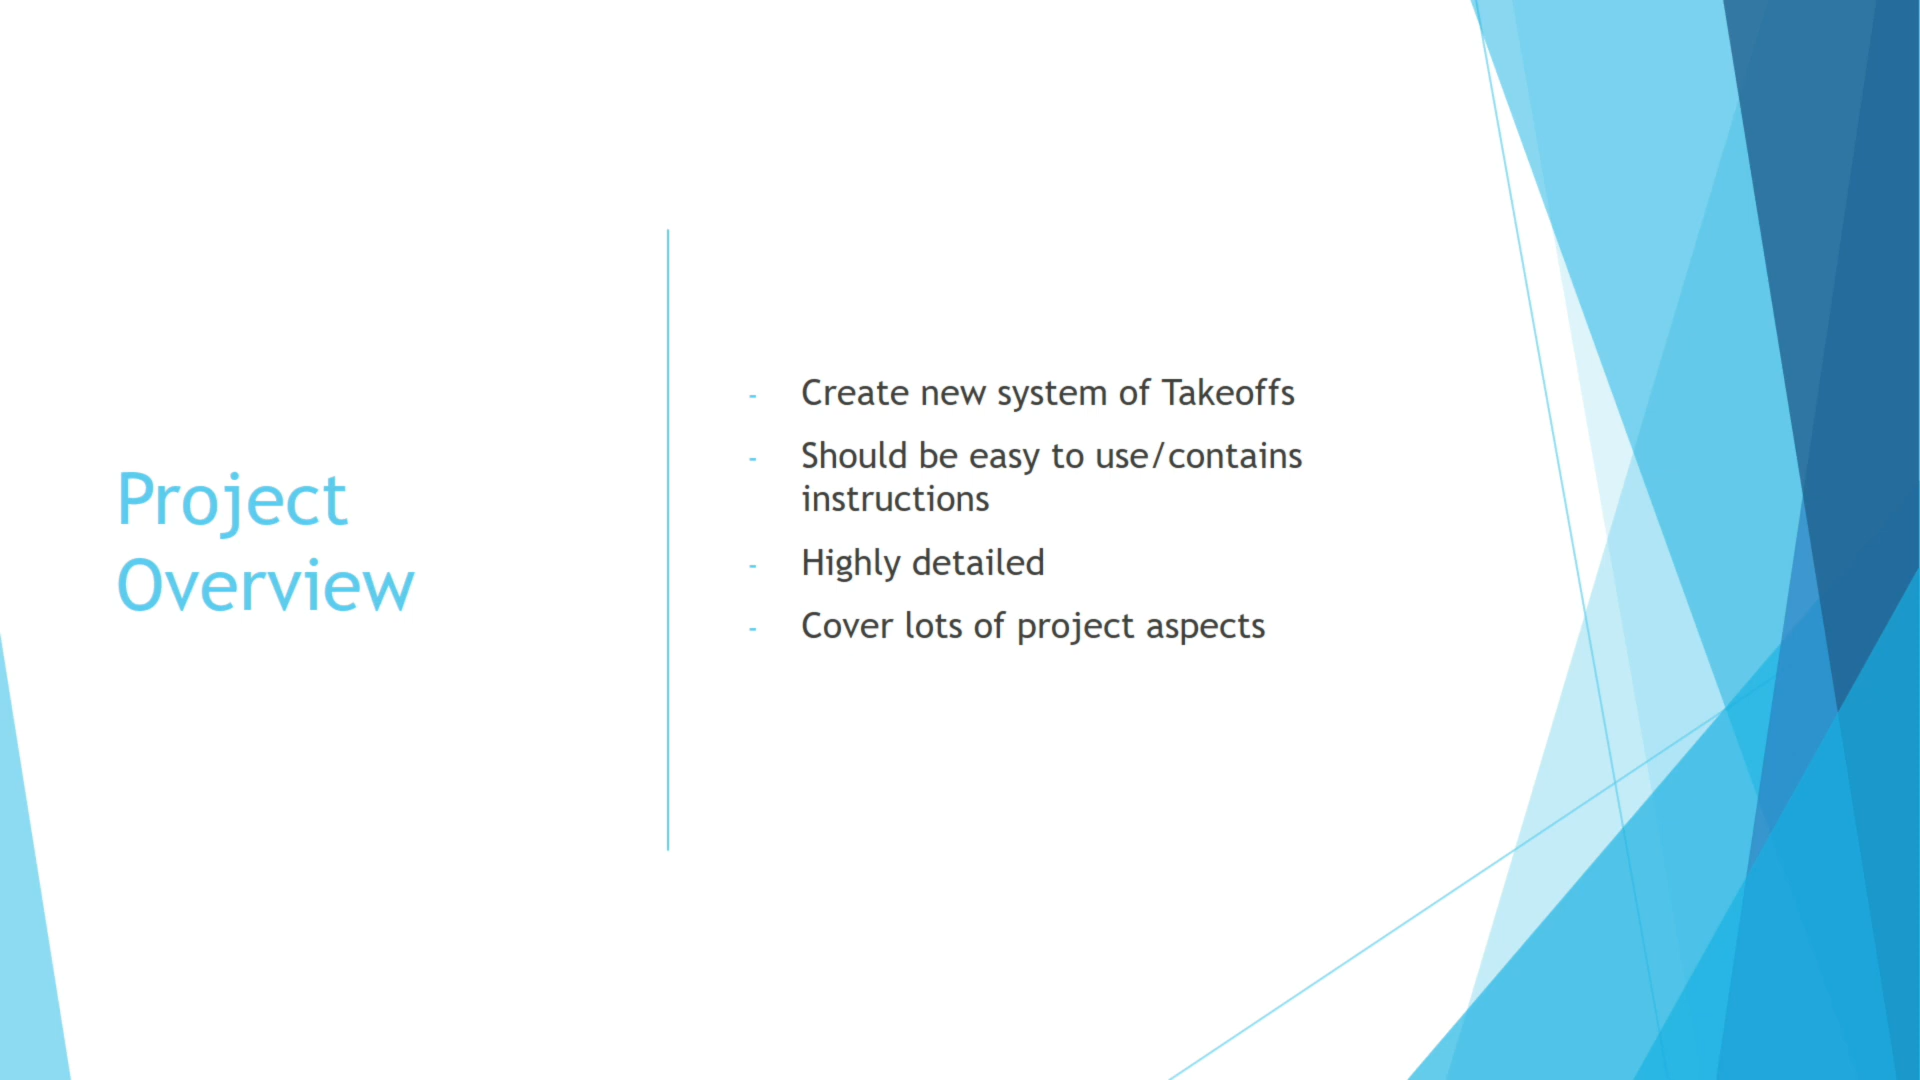 Project
Overview
- Create new system of Takeoffs
- Should be easy to use/contains
instructions
- Highly detailed
- Cover lots of project aspects